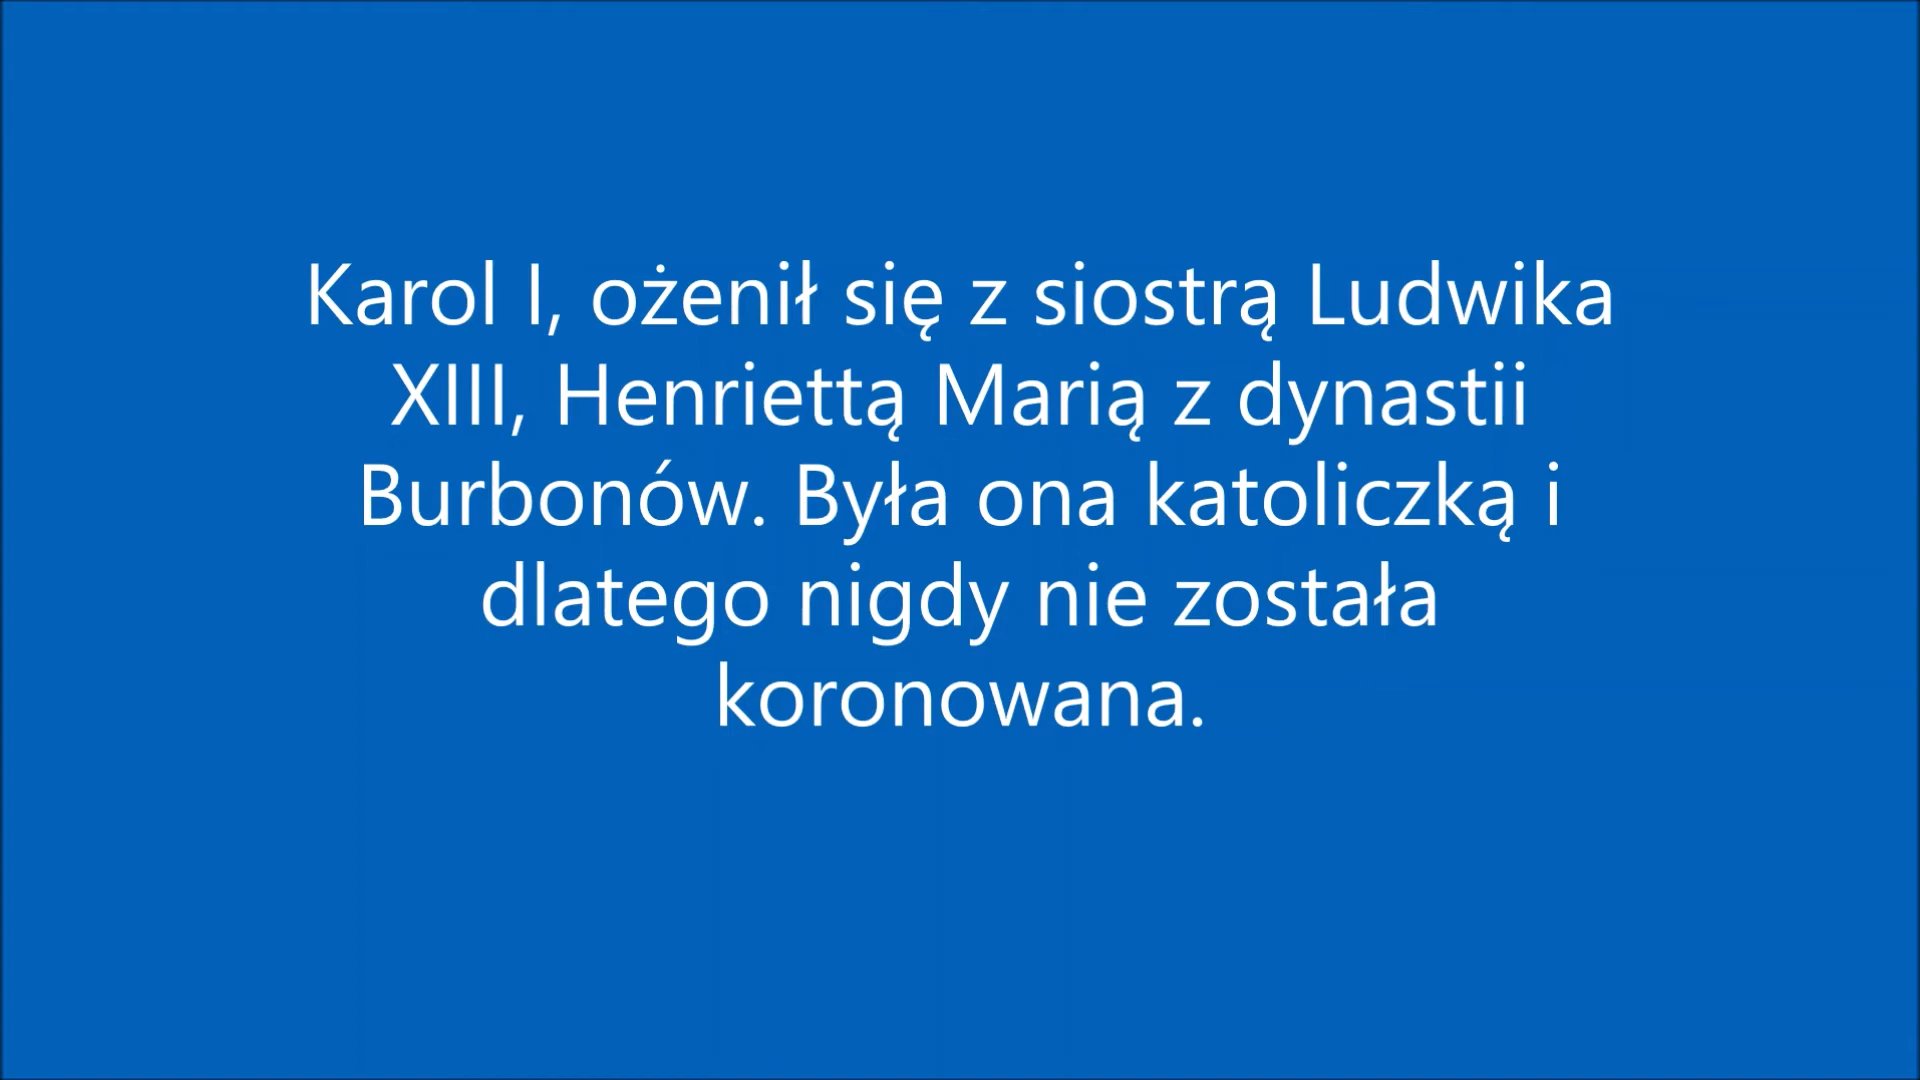 Karol I, ożenił się z siostrą Ludwika
XIII, Henriettą Marią z dynastii
Burbonów. Była ona katoliczką i
dlatego nigdy nie została
koronowana.